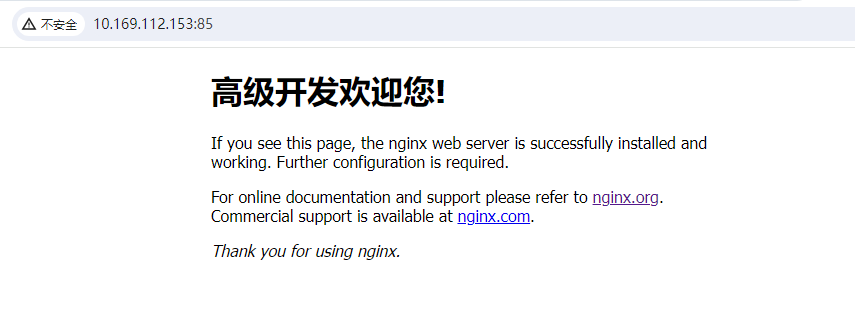 不安全 10.169.112.153:85
高级开发欢迎您!
If you see this page, the nginx web server is successfully installed and
working. Further configuration is required.
For online documentation and support please refer to nginx.org.
Commercial support is available at nginx.com.
Thank you for using nginx.